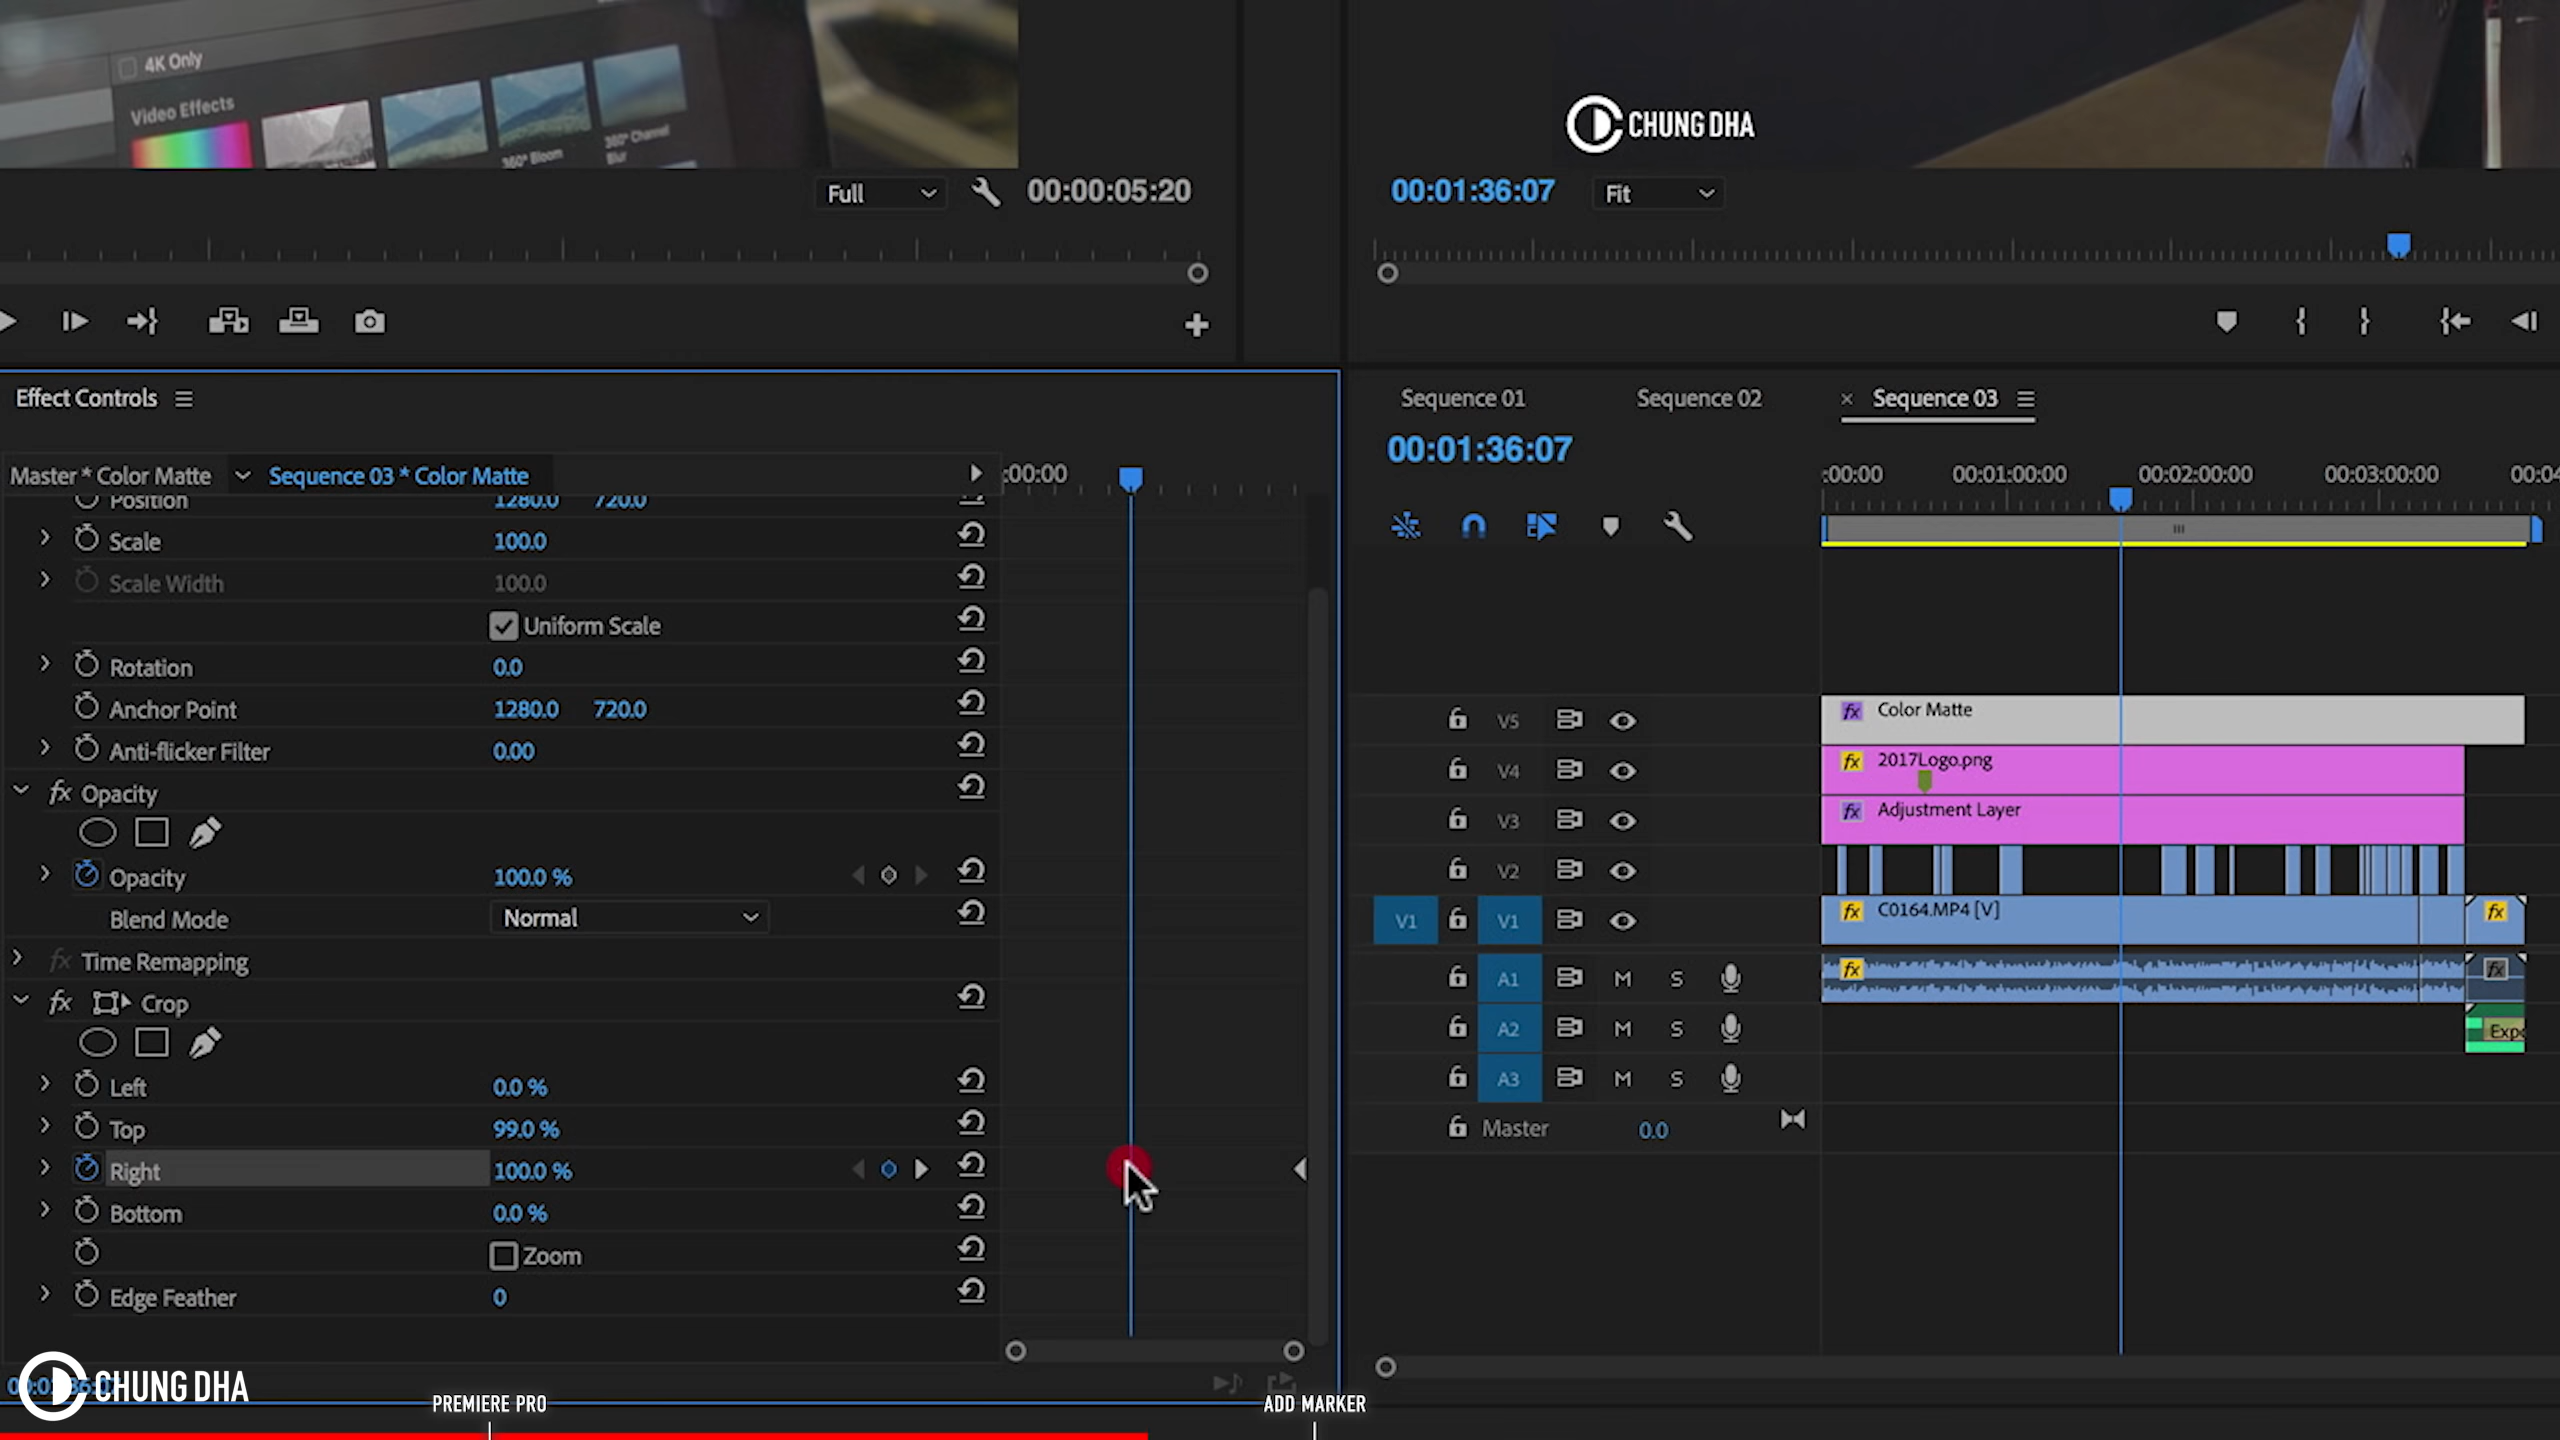 4K Only
Video Effects
360° Bloom
360° Channel
Blur
CHUNG DHA
Full
00:00:05:20
00:01:36:07
Fit
Effect Controls
Sequence 01
Sequence 02
Sequence 03
00:01:36:07
Master * Color Matte
Sequence 03 * Color Matte
:00:00
:00:00
00:01:00:00
00:02:00:00
00:03:00:00
00:04
Position
1280.0
720.0
Scale
100.0
Scale Width
100.0
Uniform Scale
Rotation
0.0
Anchor Point
1280.0
720.0
Anti-flicker Filter
0.00
fx Opacity
Opacity
100.0 %
Blend Mode
Normal
fx Time Remapping
fx Crop
Left
0.0 %
Top
99.0 %
Right
100.0 %
Bottom
0.0 %
Zoom
Edge Feather
0
V5
fx Color Matte
V4
fx 2017Logo.png
V3
fx Adjustment Layer
V2
V1
V1
fx C0164.MP4 [V]
fx
A1
M
S
fx
fx
A2
M
S
Expo
A3
M
S
Master
0.0
CHUNG DHA
PREMIERE PRO
ADD MARKER